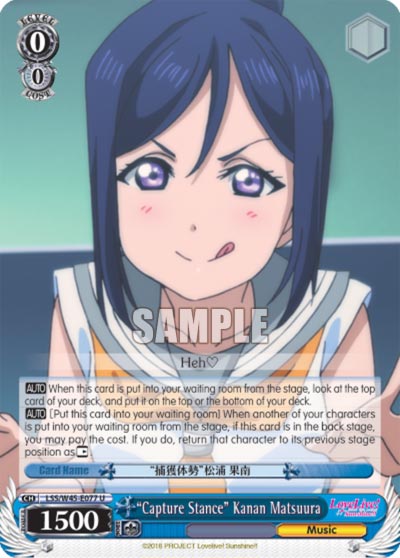 LEVEL
0
0
COST
SAMPLE
Heh♡
AUTO When this card is put into your waiting room from the stage, look at the top
card of your deck, and put it on the top or the bottom of your deck.
AUTO [Put this card into your waiting room] When another of your characters
is put into your waiting room from the stage, if this card is in the back stage,
you may pay the cost. If you do, return that character to its previous stage
position as
Card Name
“捕獲体勢”松浦 果南
CH LSS/W45-E077 U
POWER 1500
“Capture Stance” Kanan Matsuura
LoveLive! Sunshine!!
Music
©2016 PROJECT Lovelive! Sunshine!!